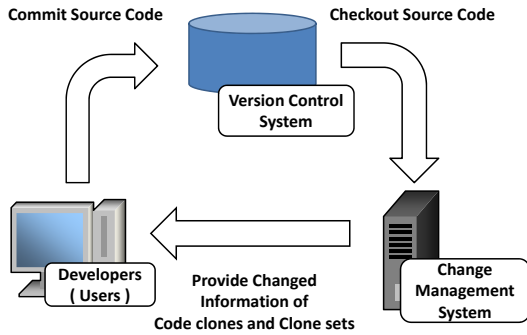 Commit Source Code
Checkout Source Code
Version Control
System
Developers
( Users )
Provide Changed
Information of
Code clones and Clone sets
Change
Management
System